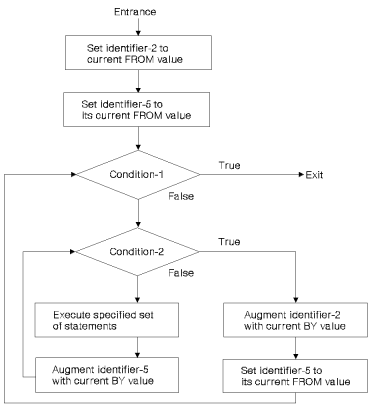 Entrance
Set identifier-2 to
current FROM value
Set identifier-5 to
its current FROM value
Condition-1
True
Exit
False
Condition-2
True
False
Execute specified set
of statements
Augment identifier-2
with current BY value
Augment identifier-5
with current BY value
Set identifier-5 to
its current FROM value